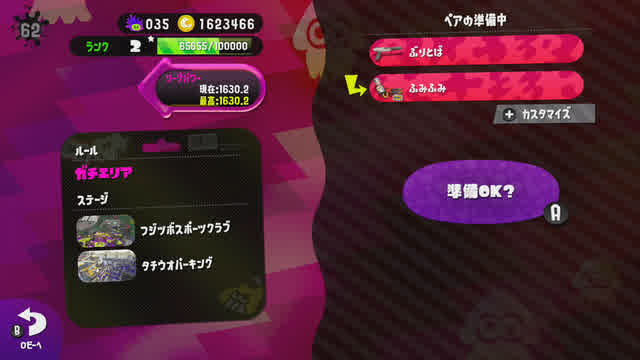 62
035
1623466
ランク 2 65655/100000
リーグパワー
現在:1630.2
最高:1630.2
ルール
ガチエリア
ステージ
フジツボスポーツクラブ
タチウオパーキング
B
ロビーへ
ペアの準備中
ぷりとば
ふみふみ
カスタマイズ
準備OK?
A